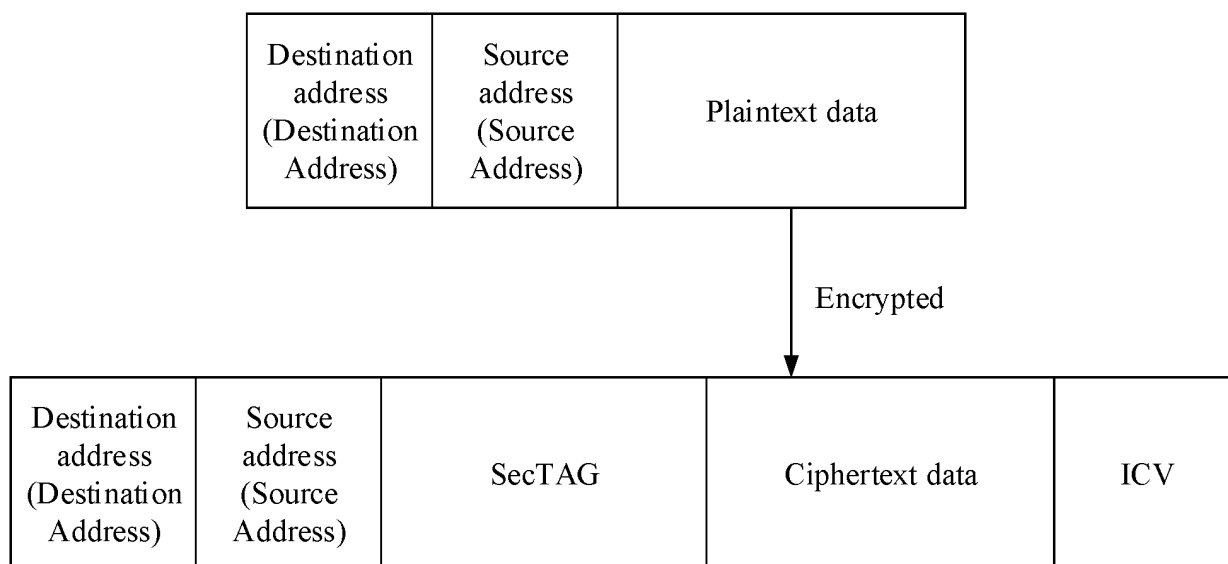 Destination
address
(Destination
Address)
Source
address
(Source
Address)
Plaintext data
Encrypted
Destination
address
(Destination
Address)
Source
address
(Source
Address)
SecTAG
Ciphertext data
ICV